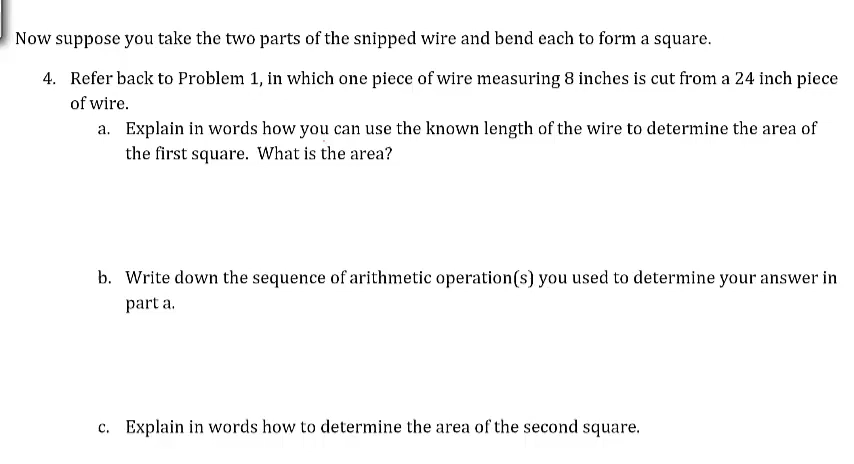 Now suppose you take the two parts of the snipped wire and bend each to form a square.
4. Refer back to Problem 1, in which one piece of wire measuring 8 inches is cut from a 24 inch piece
of wire.
a. Explain in words how you can use the known length of the wire to determine the area of
the first square. What is the area?
b. Write down the sequence of arithmetic operation(s) you used to determine your answer in
part a.
c. Explain in words how to determine the area of the second square.